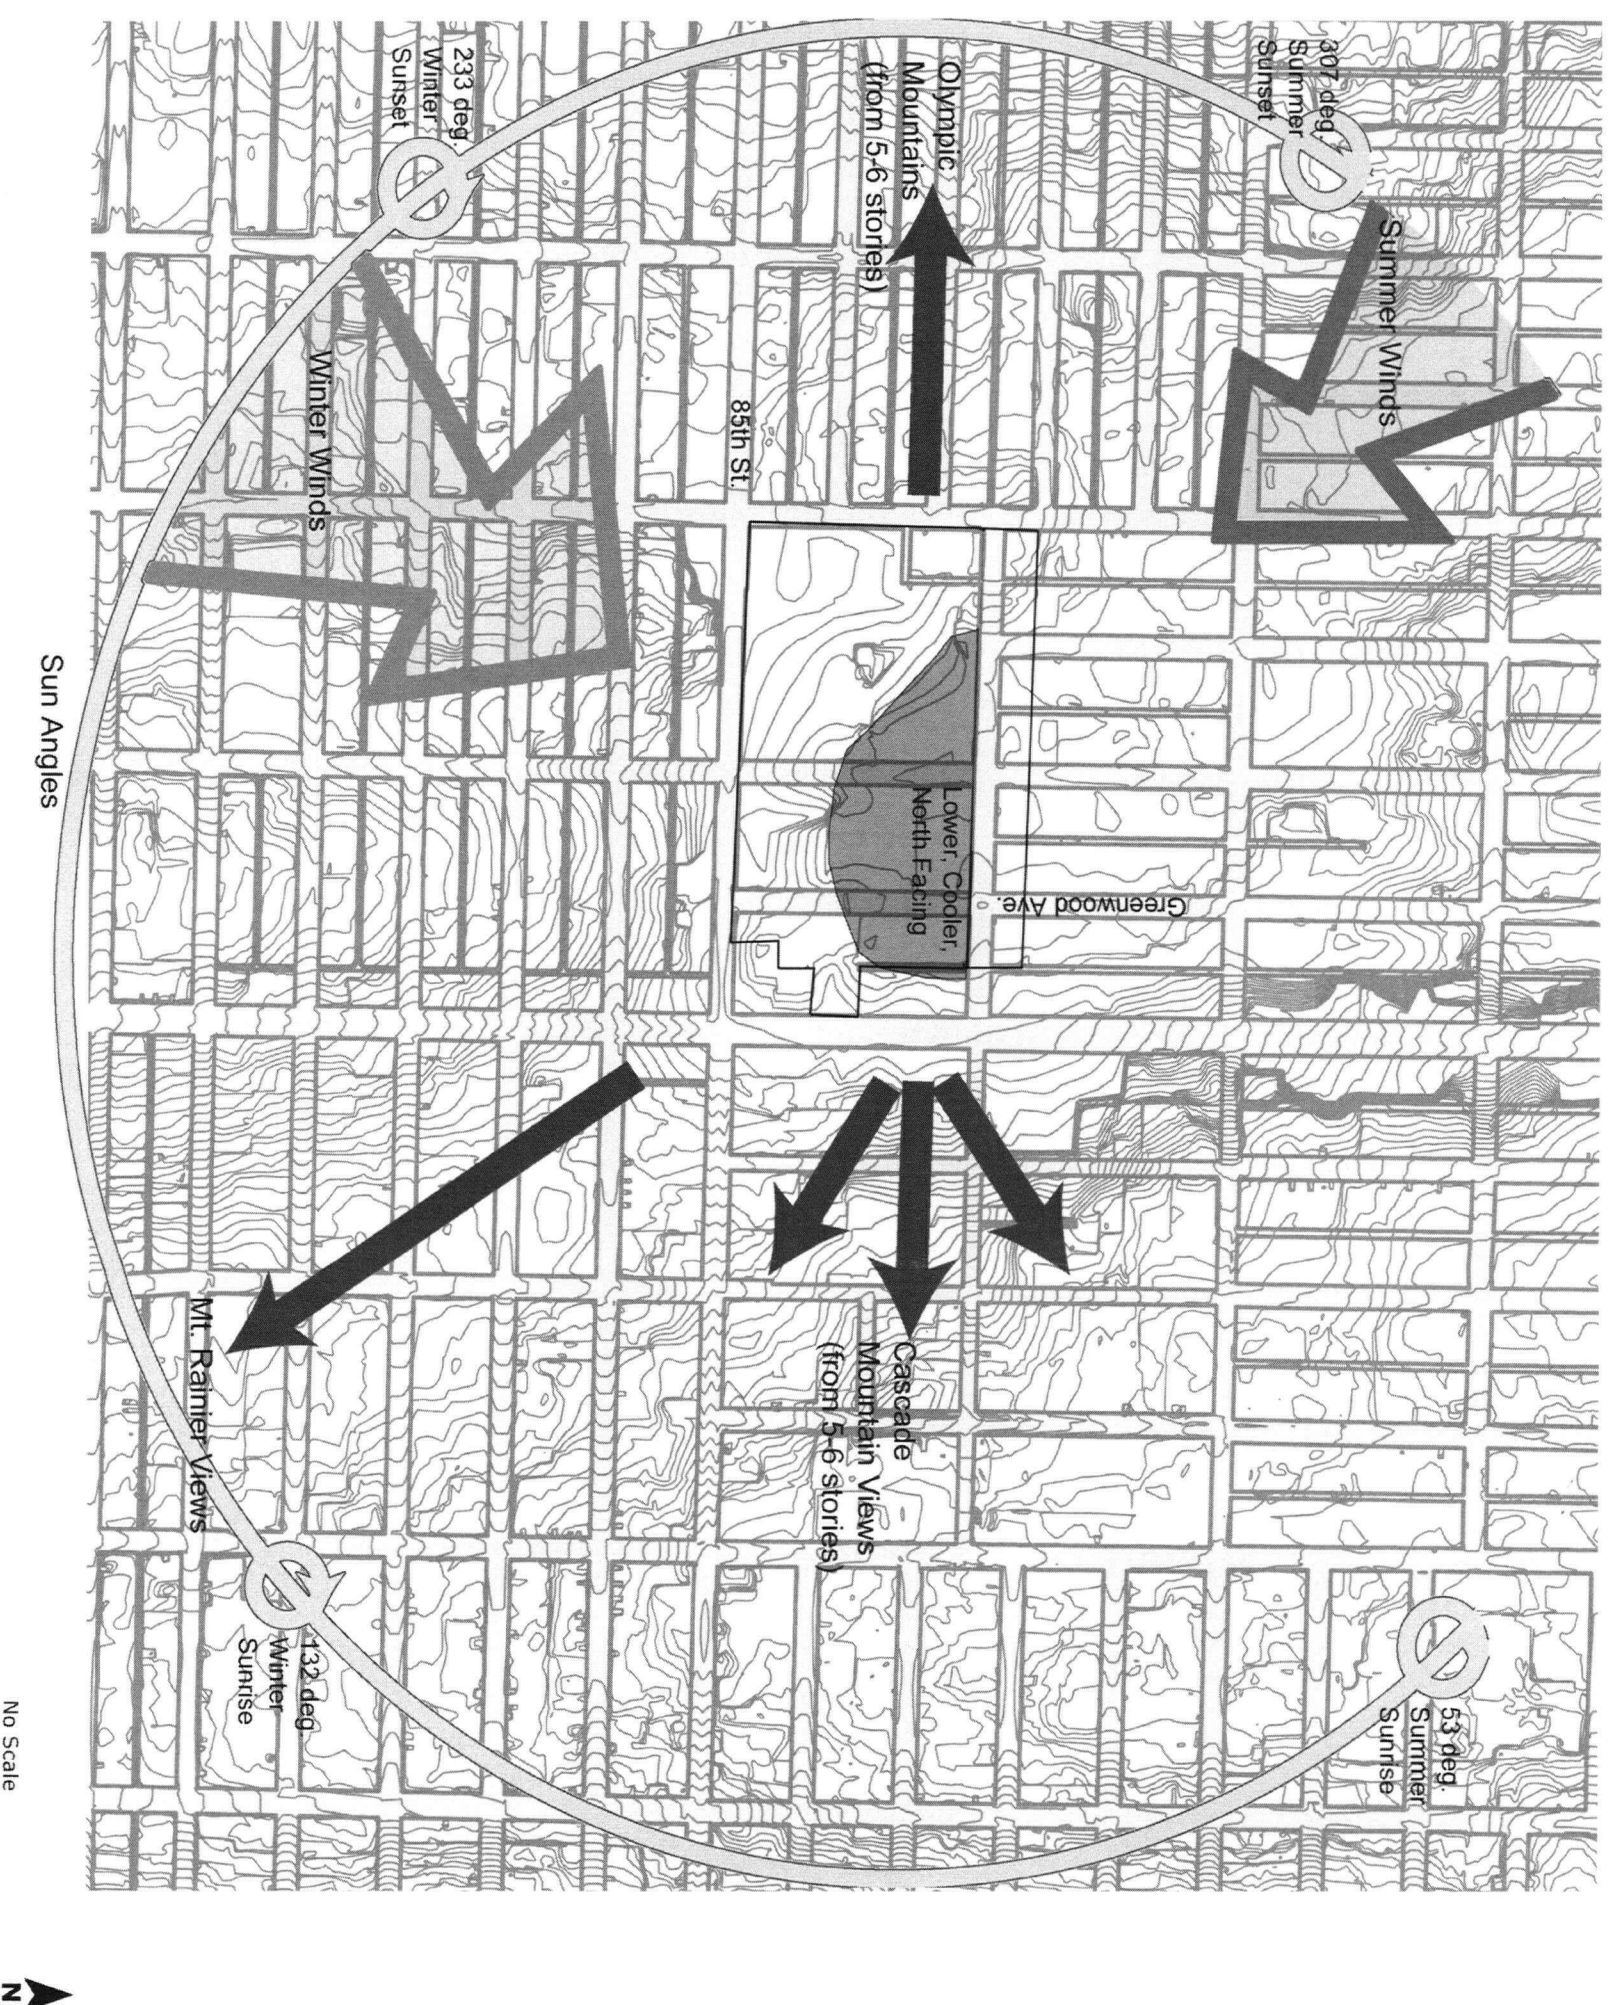 307 deg.
Summer
Sunset
Summer Winds
Olympic
Mountains
(from 5-6 stories)
233 deg.
Winter
Sunset
Winter Winds
85th St.
Lower, Cooler,
North Facing
Greenwood Ave.
Cascade
Mountain Views
(from 5-6 stories)
Mt. Rainier Views
53 deg.
Summer
Sunrise
132 deg.
Winter
Sunrise
Sun Angles
No Scale
N